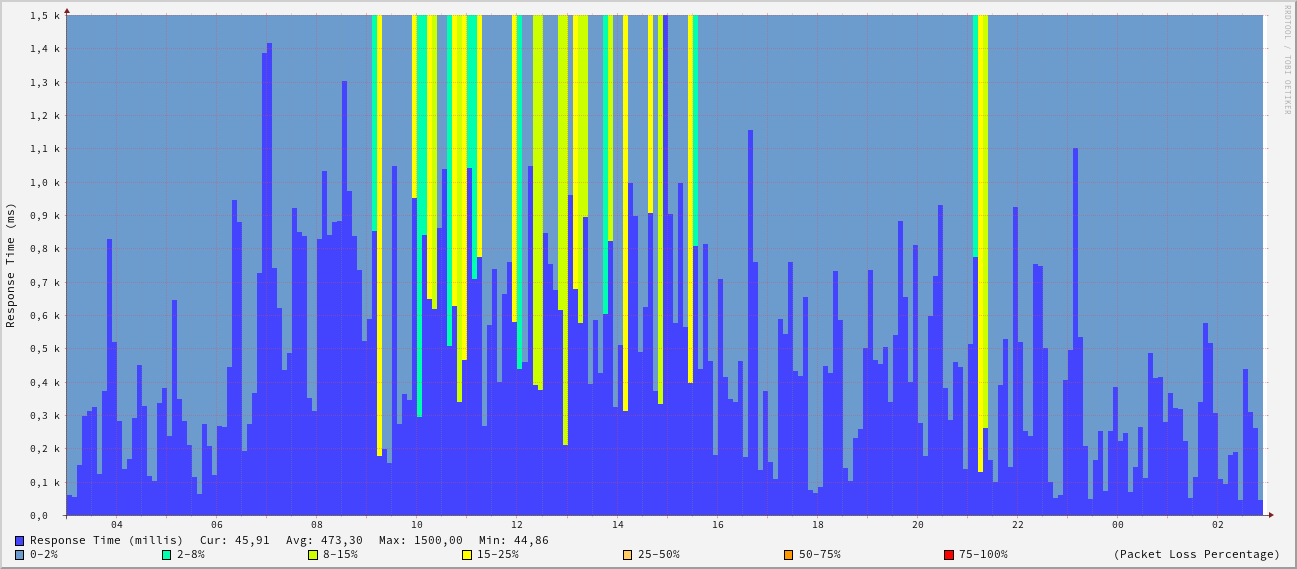 RRDTOOL / TOBI OETIKER
Response Time (ms)
1,5 k
1,4 k
1,3 k
1,2 k
1,1 k
1,0 k
0,9 k
0,8 k
0,7 k
0,6 k
0,5 k
0,4 k
0,3 k
0,2 k
0,1 k
0,0
04 06 08 10 12 14 16 18 20 22 00 02
Response Time (millis) Cur: 45,91 Avg: 473,30 Max: 1500,00 Min: 44,86
0-2% 2-8% 8-15% 15-25% 25-50% 50-75% 75-100% (Packet Loss Percentage)